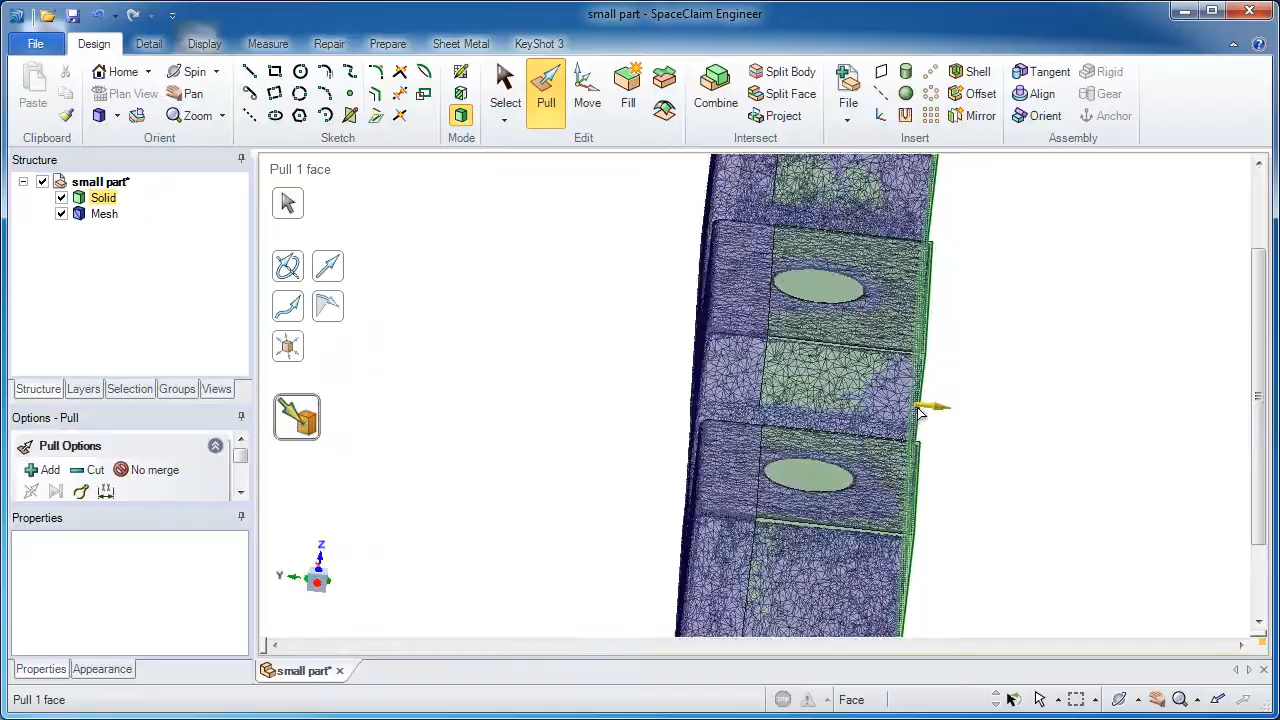 small part - SpaceClaim Engineer
File Design Detail Display Measure Repair Prepare Sheet Metal KeyShot 3
Paste
Home Spin
Plan View Pan
Zoom
Select Pull Move Fill
Combine
Split Body
Split Face
Project
File
Shell
Offset
Mirror
Tangent Rigid
Align Gear
Orient Anchor
Clipboard Orient Sketch Mode Edit Intersect Insert Assembly
Structure
small part*
Solid
Mesh
Structure Layers Selection Groups Views
Options - Pull
Pull Options
Add Cut No merge
Properties
Properties Appearance
Pull 1 face
Z
Y
small part*
Pull 1 face
Face